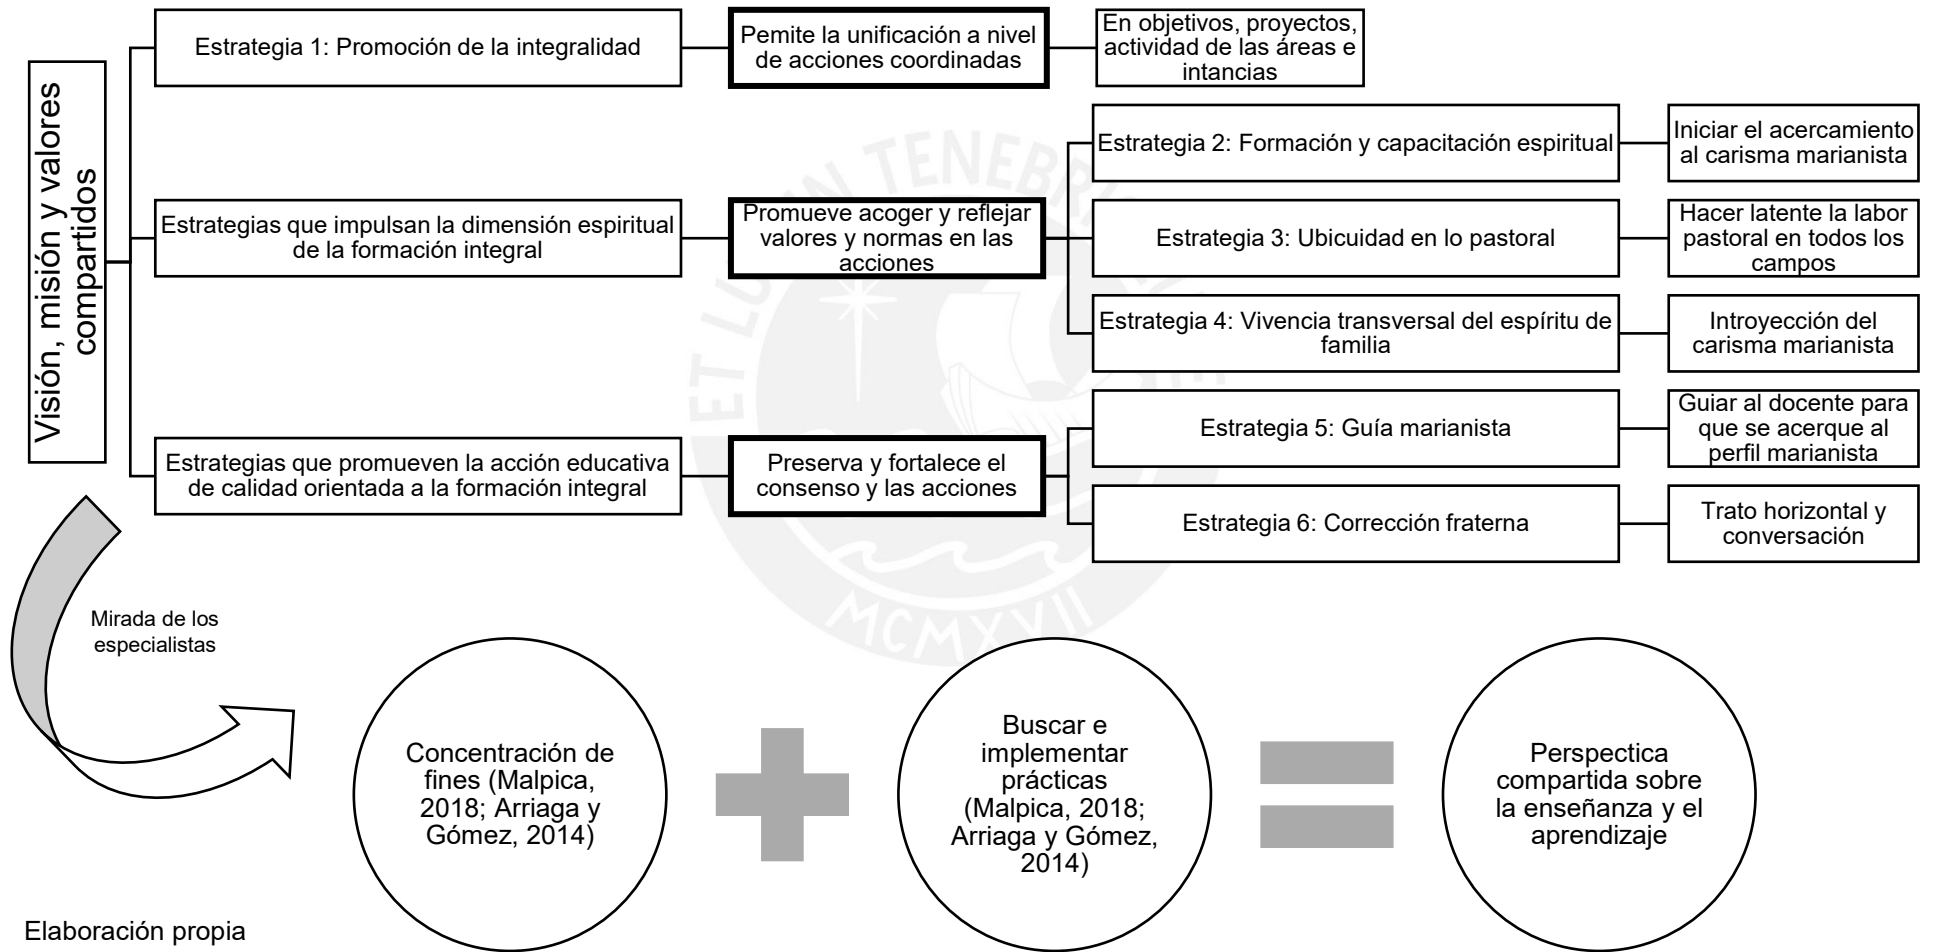 Visión, misión y valores
compartidos
Estrategia 1: Promoción de la integralidad
Pemite la unificación a nivel
de acciones coordinadas
En objetivos, proyectos,
actividad de las áreas e
intancias
Estrategias que impulsan la dimensión espiritual
de la formación integral
Promueve acoger y reflejar
valores y normas en las
acciones
Estrategia 2: Formación y capacitación espiritual
Iniciar el acercamiento
al carisma marianista
Estrategia 3: Ubicuidad en lo pastoral
Hacer latente la labor
pastoral en todos los
campos
Estrategia 4: Vivencia transversal del espíritu de
familia
Introyección del
carisma marianista
Estrategias que promueven la acción educativa
de calidad orientada a la formación integral
Preserva y fortalece el
consenso y las acciones
Estrategia 5: Guía marianista
Guiar al docente para
que se acerque al
perfil marianista
Estrategia 6: Corrección fraterna
Trato horizontal y
conversación
Mirada de los
especialistas
Concentración de
fines (Malpica,
2018; Arriaga y
Gómez, 2014)
Buscar e
implementar
prácticas
(Malpica, 2018;
Arriaga y Gómez,
2014)
Perspectica
compartida sobre
la enseñanza y el
aprendizaje
Elaboración propia
MCMXVII